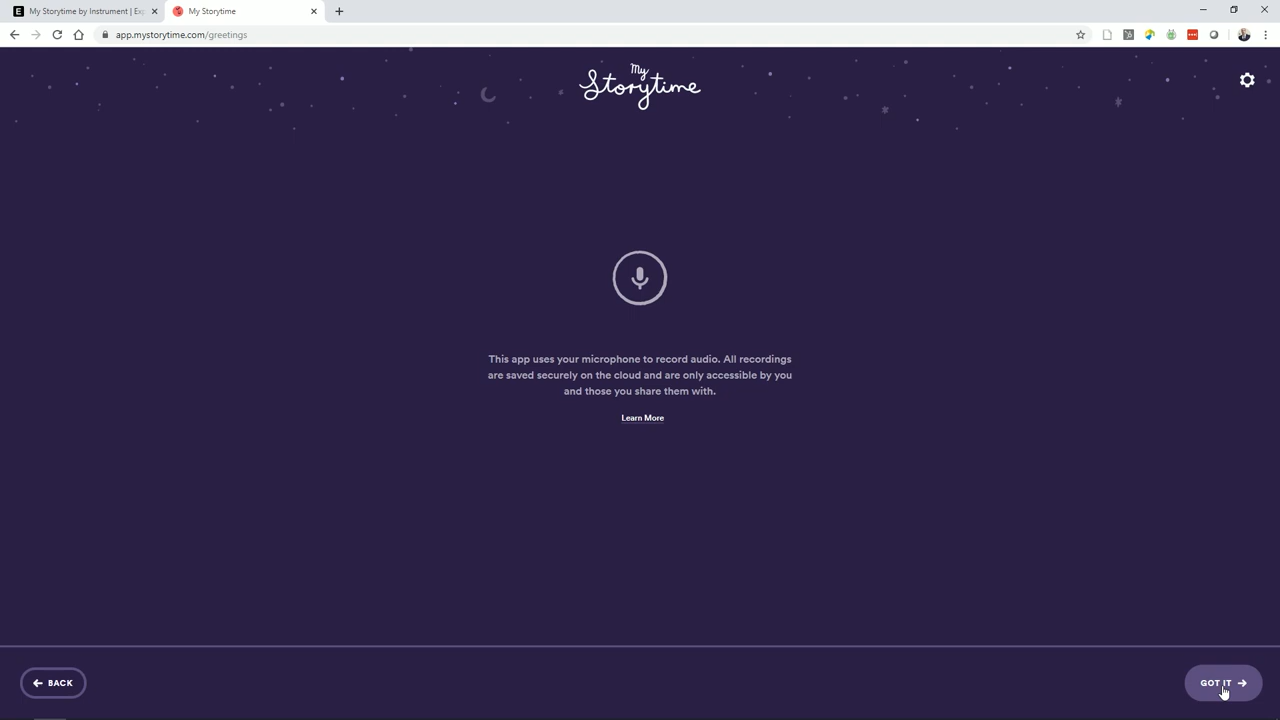 My Storytime by Instrument | Exp
My Storytime
app.mystorytime.com/greetings
My
Storytime
This app uses your microphone to record audio. All recordings
are saved securely on the cloud and are only accessible by you
and those you share them with.
Learn More
BACK
GOT IT